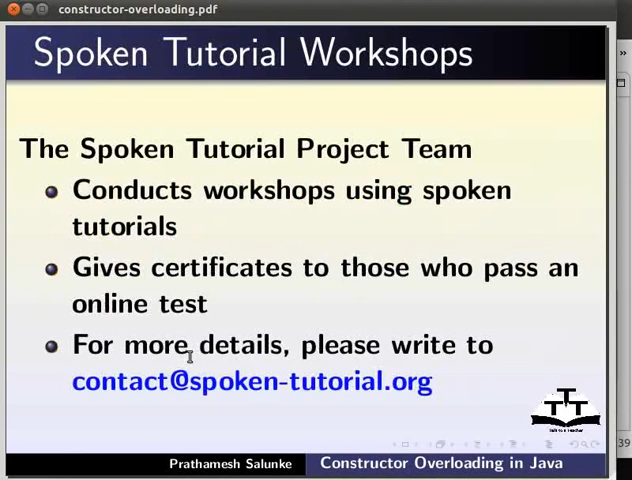 constructor-overloading.pdf
Spoken Tutorial Workshops
The Spoken Tutorial Project Team
Conducts workshops using spoken
tutorials
Gives certificates to those who pass an
online test
For more details, please write to
contact@spoken-tutorial.org
Prathamesh Salunke
Constructor Overloading in Java
39